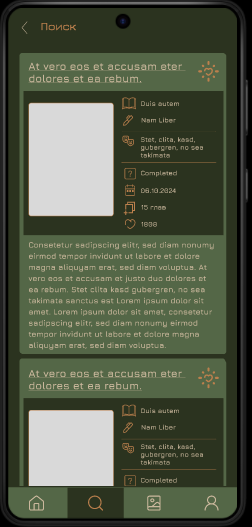 Поиск
At vero eos et accusam eter
dolores et ea rebum.
Duis autem
Nam Liber
Stet, clita, kasd,
gubergren, no sea
takimata
Completed
06.10.2024
15 глав
1998
Consetetur sadipscing elitr, sed diam nonumy
eirmod tempor invidunt ut labore et dolore
magna aliquyam erat, sed diam voluptua. At
vero eos et accusam et justo duo dolores et
ea rebum. Stet clita kasd gubergren, no sea
takimata sanctus est Lorem ipsum dolor sit
amet. Lorem ipsum dolor sit amet, consetetur
sadipscing elitr, sed diam nonumy eirmod
tempor invidunt ut labore et dolore magna
aliquyam erat, sed diam voluptua.
At vero eos et accusam eter
dolores et ea rebum.
Duis autem
Nam Liber
Stet, clita, kasd,
gubergren, no sea
takimata
Completed